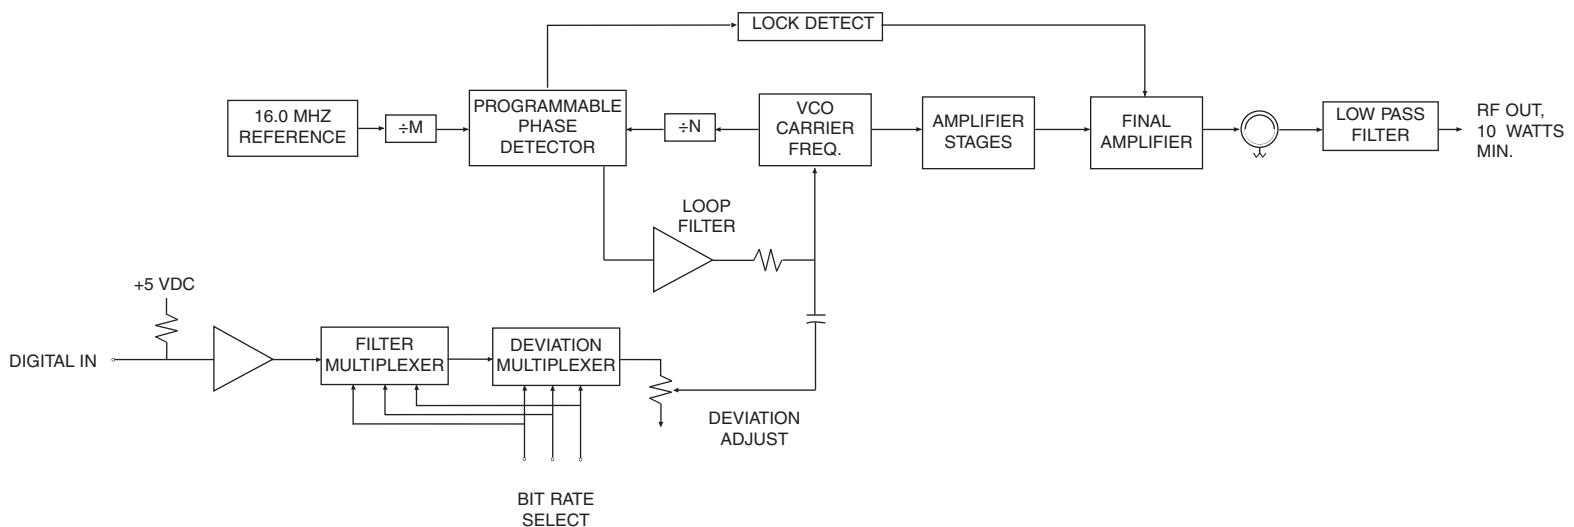 LOCK DETECT
16.0 MHZ
REFERENCE
÷M
PROGRAMMABLE
PHASE
DETECTOR
÷N
VCO
CARRIER
FREQ.
AMPLIFIER
STAGES
FINAL
AMPLIFIER
LOW PASS
FILTER
RF OUT,
10 WATTS
MIN.
LOOP
FILTER
+5 VDC
DIGITAL IN
FILTER
MULTIPLEXER
DEVIATION
MULTIPLEXER
DEVIATION
ADJUST
BIT RATE
SELECT